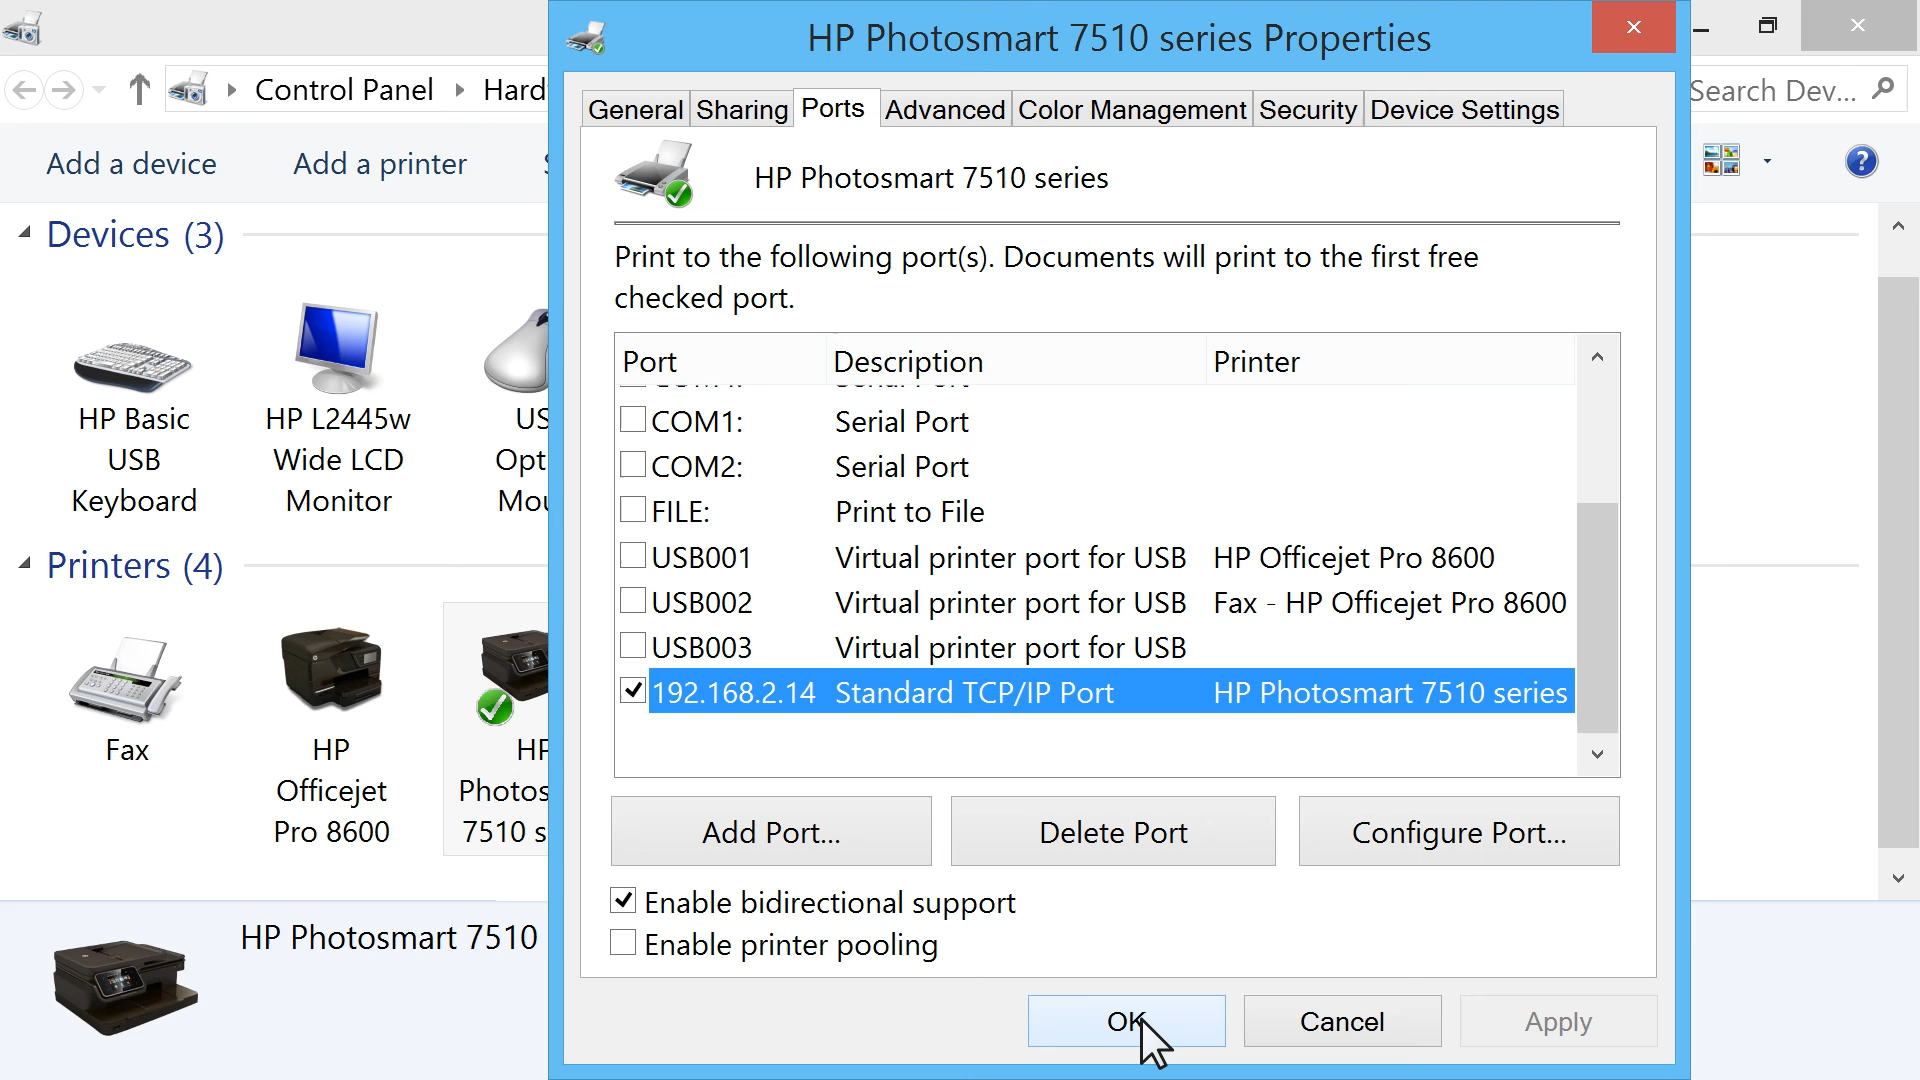 HP Photosmart 7510 series Properties
Control Panel
Hard
Search Dev...
General Sharing Ports Advanced Color Management Security Device Settings
Add a device
Add a printer
HP Photosmart 7510 series
Devices (3)
Print to the following port(s). Documents will print to the first free
checked port.
Port Description Printer
COM1: Serial Port
COM2: Serial Port
FILE: Print to File
USB001 Virtual printer port for USB HP Officejet Pro 8600
USB002 Virtual printer port for USB Fax - HP Officejet Pro 8600
USB003 Virtual printer port for USB
192.168.2.14 Standard TCP/IP Port HP Photosmart 7510 series
HP Basic
USB
Keyboard
HP L2445w
Wide LCD
Monitor
US
Opt
Mou
Printers (4)
Fax
HP
Officejet
Pro 8600
HP
Photos
7510 s
Add Port...
Delete Port
Configure Port...
Enable bidirectional support
Enable printer pooling
HP Photosmart 7510
OK
Cancel
Apply